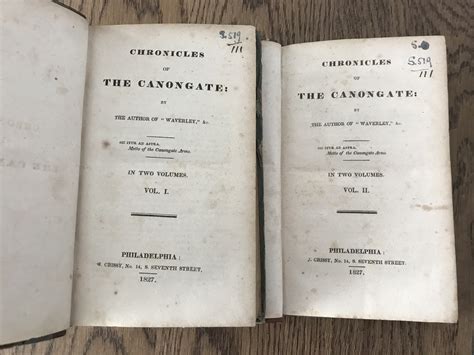 S.519
111
CHRONICLES
OF
THE CANONGATE:
BY
THE AUTHOR OF "WAVERLEY," &c.
SIC ITUR AD ASTRA.
Motto of the Canongate Arms.
IN TWO VOLUMES.
VOL. I.
PHILADELPHIA:
J. CRISSY, No. 14, S. SEVENTH STREET.
1827.
S.519
111
CHRONICLES
OF
THE CANONGATE:
BY
THE AUTHOR OF "WAVERLEY," &c.
SIC ITUR AD ASTRA.
Motto of the Canongate Arms.
IN TWO VOLUMES.
VOL. II.
PHILADELPHIA:
J. CRISSY, No. 14, S. SEVENTH STREET.
1827.